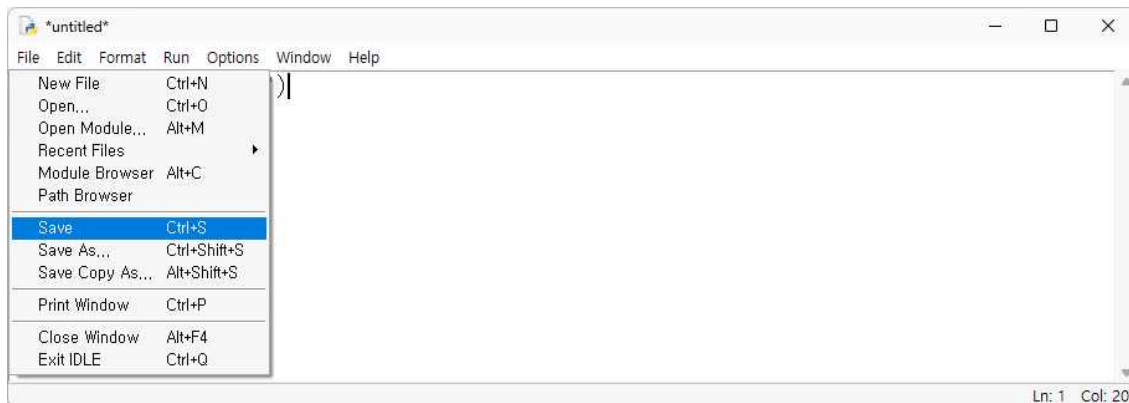 *untitled*
File Edit Format Run Options Window Help
)
New File Ctrl+N
Open... Ctrl+O
Open Module... Alt+M
Recent Files
Module Browser Alt+C
Path Browser
Save Ctrl+S
Save As... Ctrl+Shift+S
Save Copy As... Alt+Shift+S
Print Window Ctrl+P
Close Window Alt+F4
Exit IDLE Ctrl+Q
Ln: 1 Col: 20